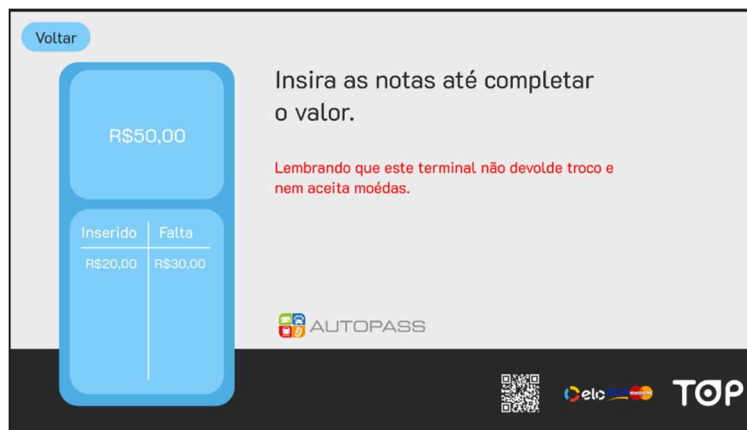 Voltar
R$50,00
Inserido Falta
R$20,00 R$30,00
Insira as notas até completar
o valor.
Lembrando que este terminal não devolde troco e
nem aceita moédas.
AUTOPASS
elo
TOP